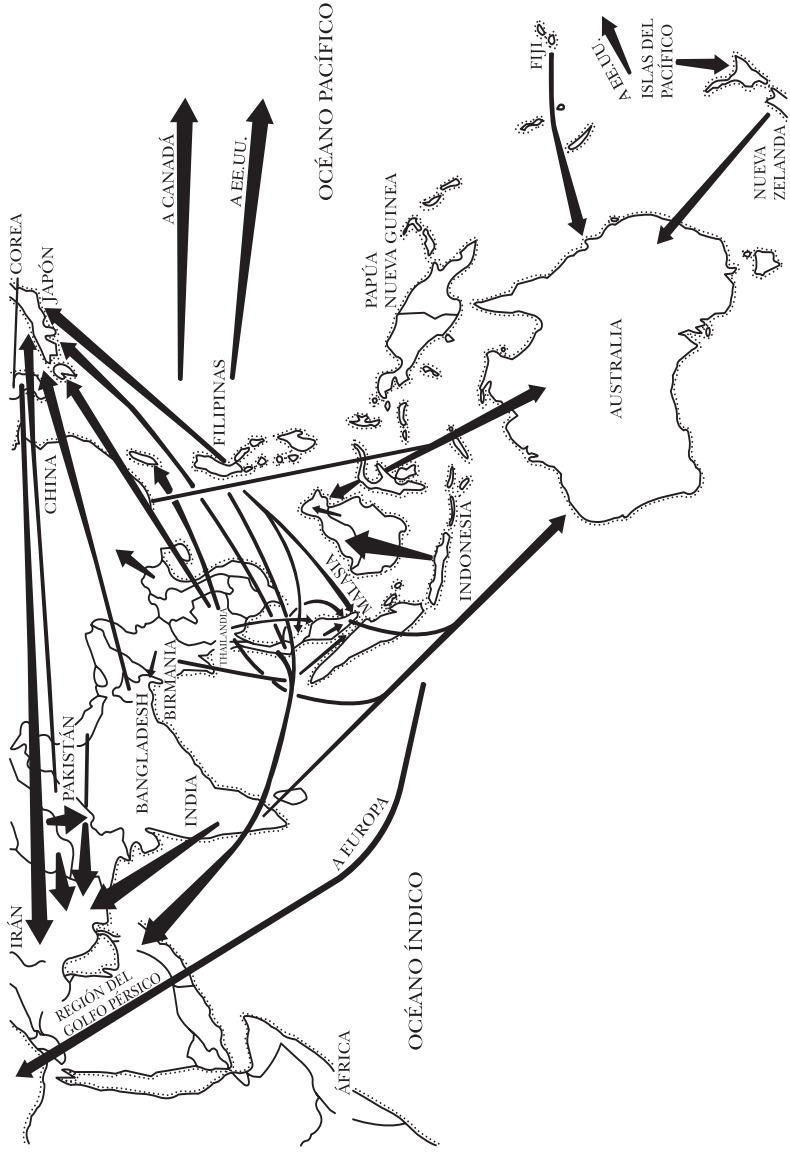 COREA
JAPÓN
CHINA
A CANADÁ
A EE.UU.
OCÉANO PACÍFICO
FILIPINAS
PAPÚA
NUEVA GUINEA
FIJI
A EE.UU.
ISLAS DEL
PACÍFICO
NUEVA
ZELANDA
AUSTRALIA
INDONESIA
MALASIA
THAILANDIA
BIRMANIA
BANGLADESH
PAKISTÁN
INDIA
IRÁN
REGIÓN DEL
GOLFO PÉRSICO
A EUROPA
OCÉANO ÍNDICO
ÁFRICA